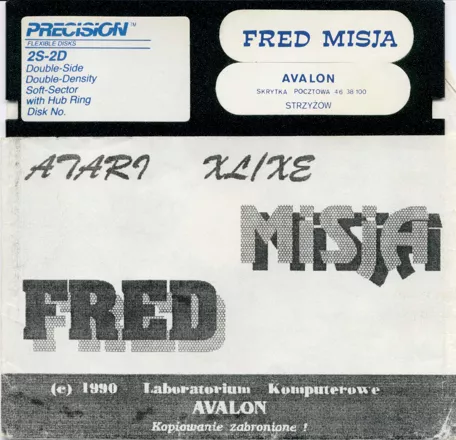 PRECISION™
FLEXIBLE DISKS
2S-2D
Double-Side
Double-Density
Soft-Sector
with Hub Ring
Disk No.
FRED MISJA
AVALON
SKRYTKA POCZTOWA 46 38 100
STRZYŻOW
ATARI XL/XE
MiSjA
FRED
(c) 1990 Laboratorium Komputerowe
AVALON
Kopiowanie zabronione !